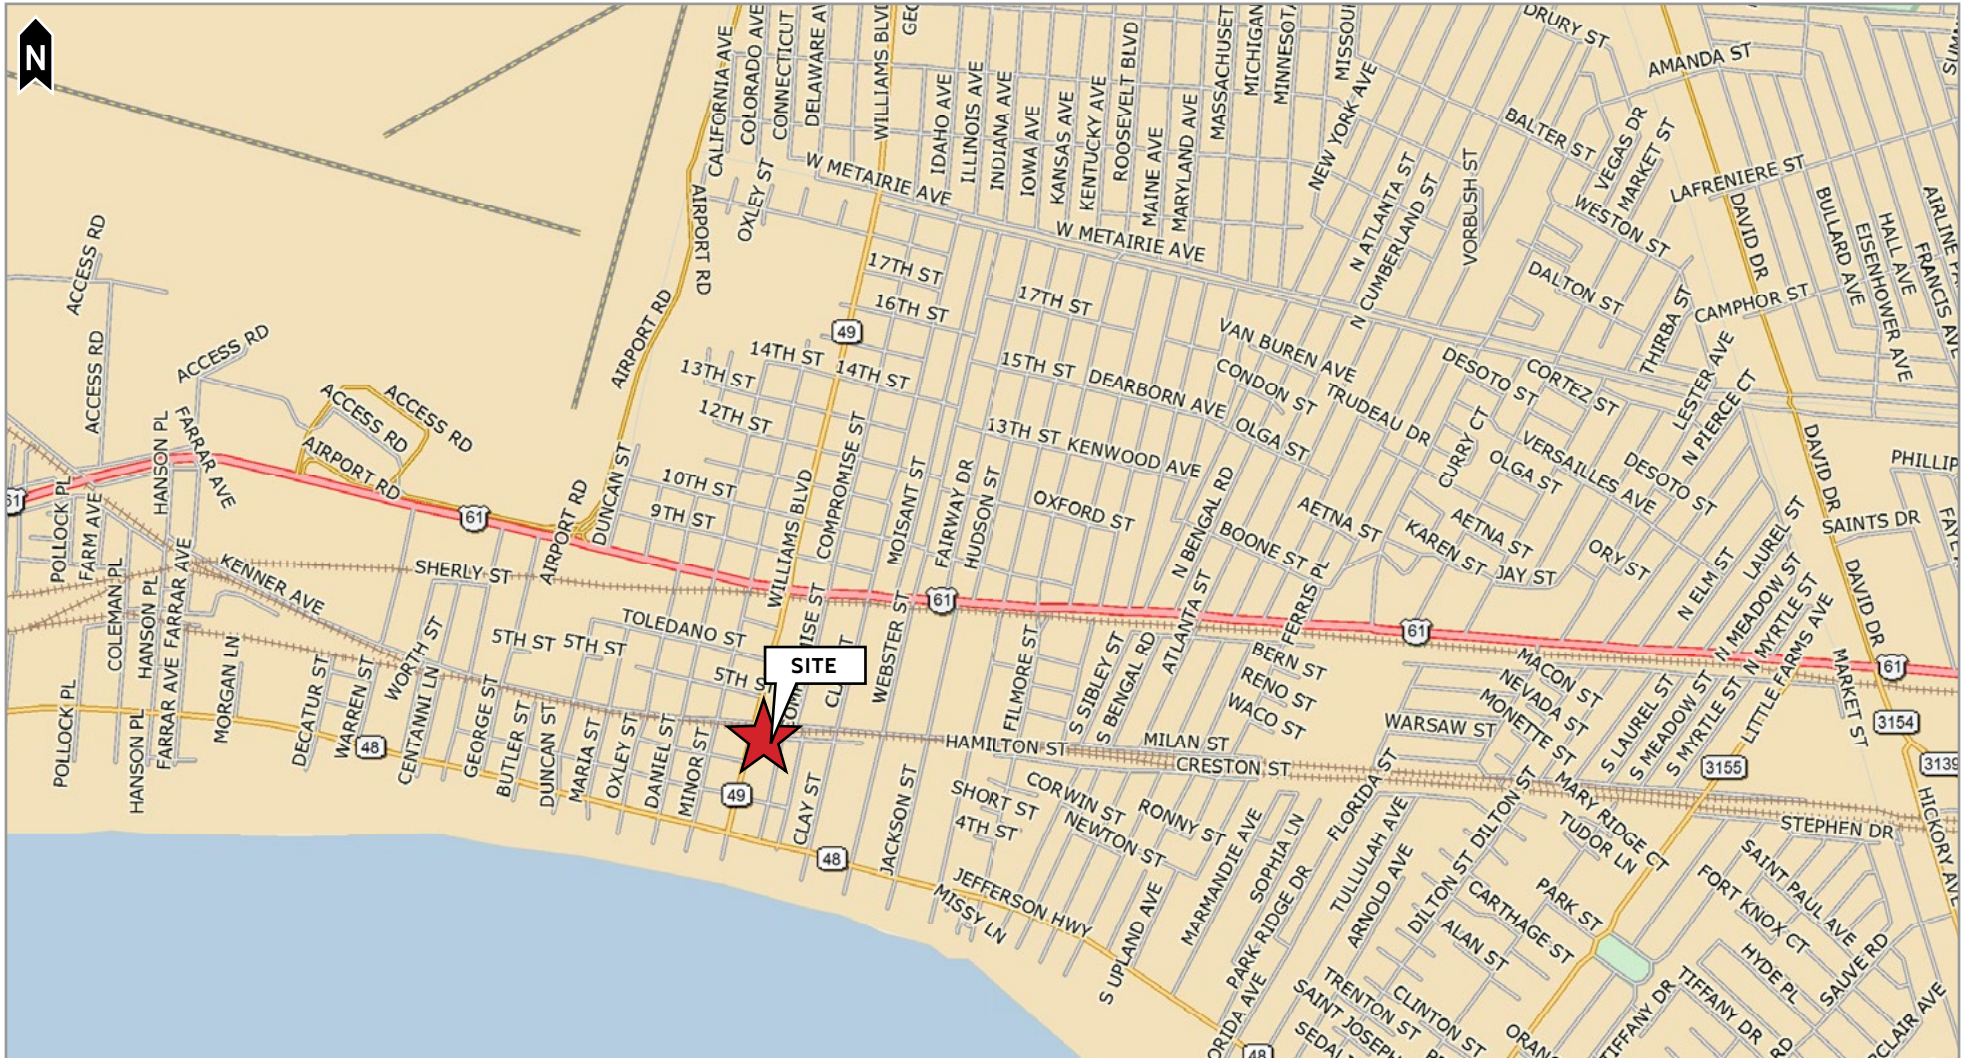 N
CALIFORNIA AVE
COLORADO AVE
CONNECTICUT
DELAWARE AV
WILLIAMS BLVD
IDAHO AVE
ILLINOIS AVE
INDIANA AVE
IOWA AVE
KANSAS AVE
KENTUCKY AVE
ROOSEVELT BLVD
MAINE AVE
MARYLAND AVE
MASSACHUSET
MICHIGAN
MINNESOTA
MISSOU
NEW YORK AVE
DRURY ST
AMANDA ST
BALTER ST
VEGAS DR
MARKET ST
LAFRENIERE ST
WESTON ST
VORBUSH ST
N ATLANTA ST
N CUMBERLAND ST
DALTON ST
THIRBA ST
CAMPHOR ST
DAVID DR
BULLARD AVE
EISENHOWER AVE
HALL AVE
FRANCIS AVE
OXLEY ST
W METAIRIE AVE
W METAIRIE AVE
AIRPORT RD
AIRPORT RD
17TH ST
16TH ST
17TH ST
49
14TH ST
14TH ST
13TH ST
12TH ST
15TH ST
DEARBORN AVE
VAN BUREN AVE
CONDON ST
TRUDEAU DR
OLGA ST
13TH ST
KENWOOD AVE
DESOTO ST
CORTEZ ST
LESTER AVE
N PIERCE CT
CURRY CT
VERSAILLES AVE
OLGA ST
DESOTO ST
DAVID DR
PHILLIP
SAINTS DR
ACCESS RD
ACCESS RD
ACCESS RD
ACCESS RD
ACCESS RD
AIRPORT RD
HANSON PL
FARRAR AVE
61
61
DUNCAN ST
AIRPORT RD
10TH ST
9TH ST
WILLIAMS BLVD
COMPROMISE ST
MOISANT ST
FAIRWAY DR
HUDSON ST
OXFORD ST
N BENGAL RD
BOONE ST
AETNA ST
AETNA ST
KAREN ST
JAY ST
ORY ST
N ELM ST
LAUREL ST
N MEADOW ST
N MYRTLE ST
LITTLE FARMS AVE
DAVID DR
POLLOCK PL
FARM AVE
COLEMAN PL
HANSON PL
FARRAR AVE
FARRAR AVE
KENNER AVE
SHERLY ST
61
61
61
TOLEDANO ST
5TH ST
5TH ST
5TH ST
SITE
WEBSTER ST
FILMORE ST
S SIBLEY ST
S BENGAL RD
ATLANTA ST
FERRIS PL
BERN ST
RENO ST
WACO ST
MILAN ST
HAMILTON ST
CRESTON ST
WARSAW ST
MACON ST
NEVADA ST
MONETTE ST
S LAUREL ST
S MEADOW ST
S MYRTLE ST
MARKET ST
3154
3155
3139
POLLOCK PL
HANSON PL
MORGAN LN
DECATUR ST
WARREN ST
WORTH ST
CENTANNI LN
48
GEORGE ST
BUTLER ST
DUNCAN ST
MARIA ST
OXLEY ST
DANIEL ST
MINOR ST
49
CLAY ST
48
JACKSON ST
SHORT ST
4TH ST
CORWIN ST
NEWTON ST
RONNY ST
JEFFERSON HWY
MISSY LN
S UPLAND AVE
MARMANDIE AVE
SOPHIA LN
PARK RIDGE DR
FLORIDA ST
TULLULAH AVE
ARNOLD AVE
DILTON ST
DILTON ST
MARY RIDGE CT
TUDOR LN
CARTHAGE ST
ALAN ST
PARK ST
STEPHEN DR
HICKORY AVE
SAINT PAUL AVE
FORT KNOX CT
HYDE PL
SAUVE RD
TIFFANY DR
TIFFANY DR
TRENTON ST
SAINT JOSEPH
CLINTON ST
48